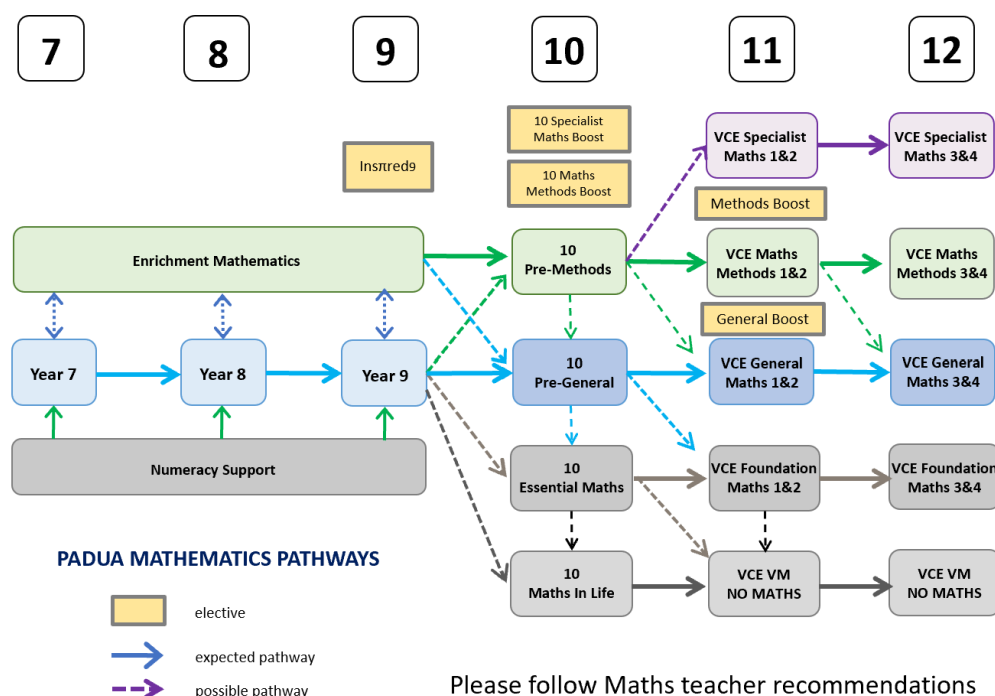 7
8
9
10
11
12
10 Specialist
Maths Boost
VCE Specialist
Maths 1&2
VCE Specialist
Maths 3&4
Insπred9
10 Maths
Methods Boost
Methods Boost
Enrichment Mathematics
10
Pre-Methods
VCE Maths
Methods 1&2
VCE Maths
Methods 3&4
General Boost
Year 7
Year 8
Year 9
10
Pre-General
VCE General
Maths 1&2
VCE General
Maths 3&4
Numeracy Support
10
Essential Maths
VCE Foundation
Maths 1&2
VCE Foundation
Maths 3&4
PADUA MATHEMATICS PATHWAYS
10
Maths In Life
VCE VM
NO MATHS
VCE VM
NO MATHS
elective
expected pathway
possible pathway
Please follow Maths teacher recommendations